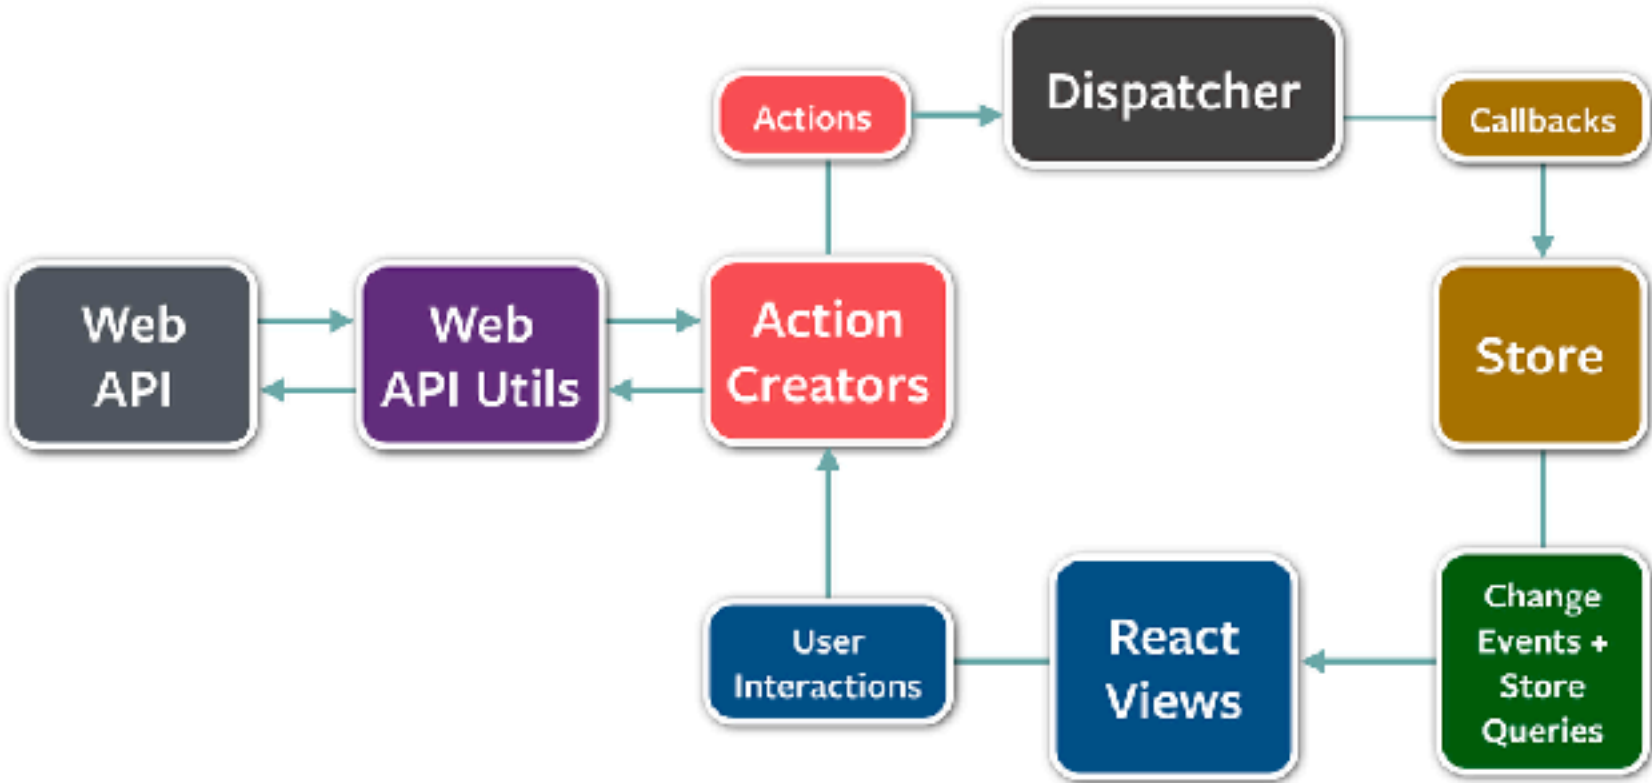 Dispatcher
Actions
Callbacks
Web
API
Web
API Utils
Action
Creators
Store
User
Interactions
React
Views
Change
Events +
Store
Queries